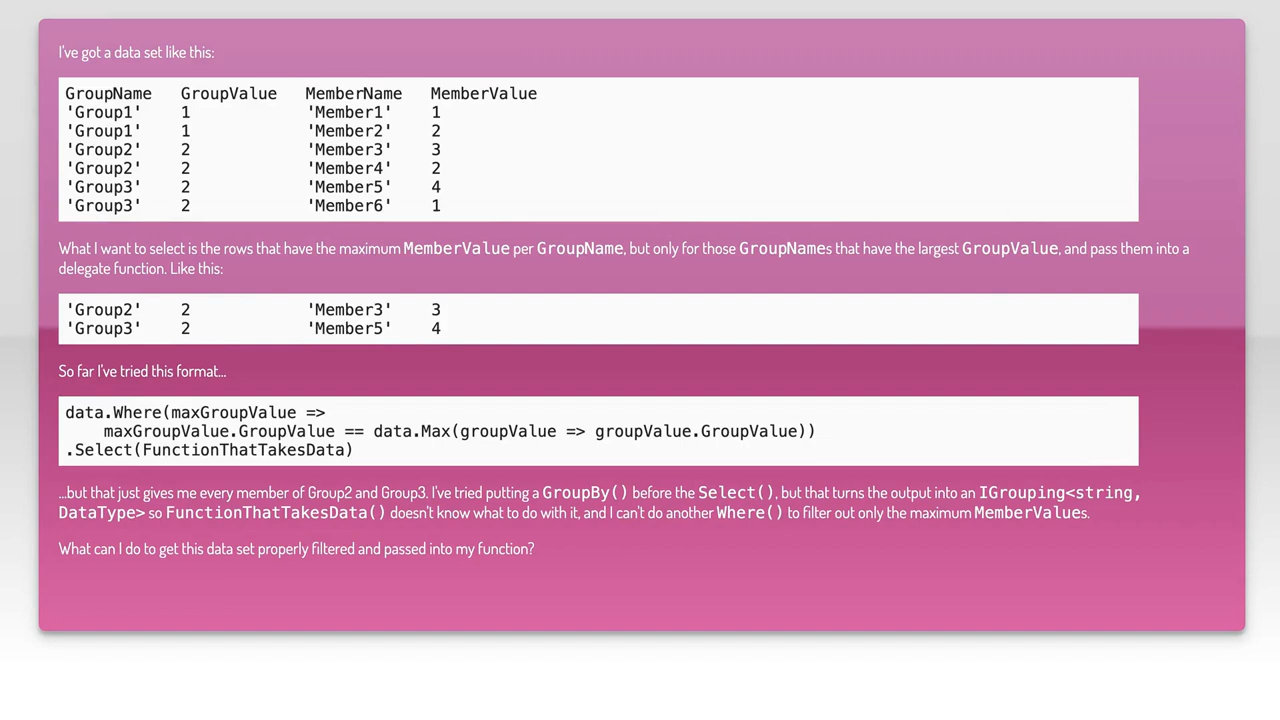 I've got a data set like this:
GroupName   GroupValue   MemberName   MemberValue
'Group1'    1            'Member1'    1
'Group1'    1            'Member2'    2
'Group2'    2            'Member3'    3
'Group2'    2            'Member4'    2
'Group3'    2            'Member5'    4
'Group3'    2            'Member6'    1
What I want to select is the rows that have the maximum MemberValue per GroupName, but only for those GroupNames that have the largest GroupValue, and pass them into a
delegate function. Like this:
'Group2'    2            'Member3'    3
'Group3'    2            'Member5'    4
So far I've tried this format...
data.Where(maxGroupValue =>
    maxGroupValue.GroupValue == data.Max(groupValue => groupValue.GroupValue))
.Select(FunctionThatTakesData)
...but that just gives me every member of Group2 and Group3. I've tried putting a GroupBy() before the Select(), but that turns the output into an IGrouping<string,
DataType> so FunctionThatTakesData() doesn't know what to do with it, and I can't do another Where() to filter out only the maximum MemberValues.
What can I do to get this data set properly filtered and passed into my function?